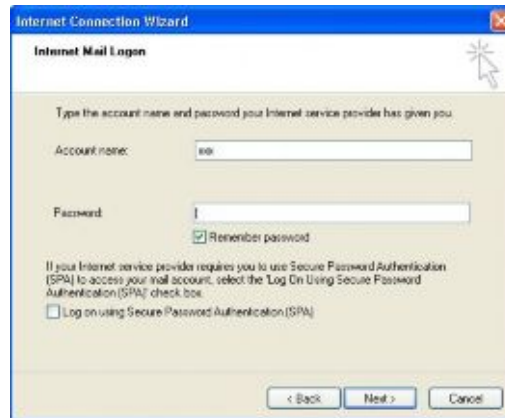 Internet Connection Wizard
Internet Mail Logon
Type the account name and password your Internet service provider has given you.
Account name:
Password:
Remember password
If your Internet service provider requires you to use Secure Password Authentication
(SPA) to access your mail account, select the 'Log On Using Secure Password
Authentication (SPA)' check box.
Log on using Secure Password Authentication (SPA)
< Back Next > Cancel